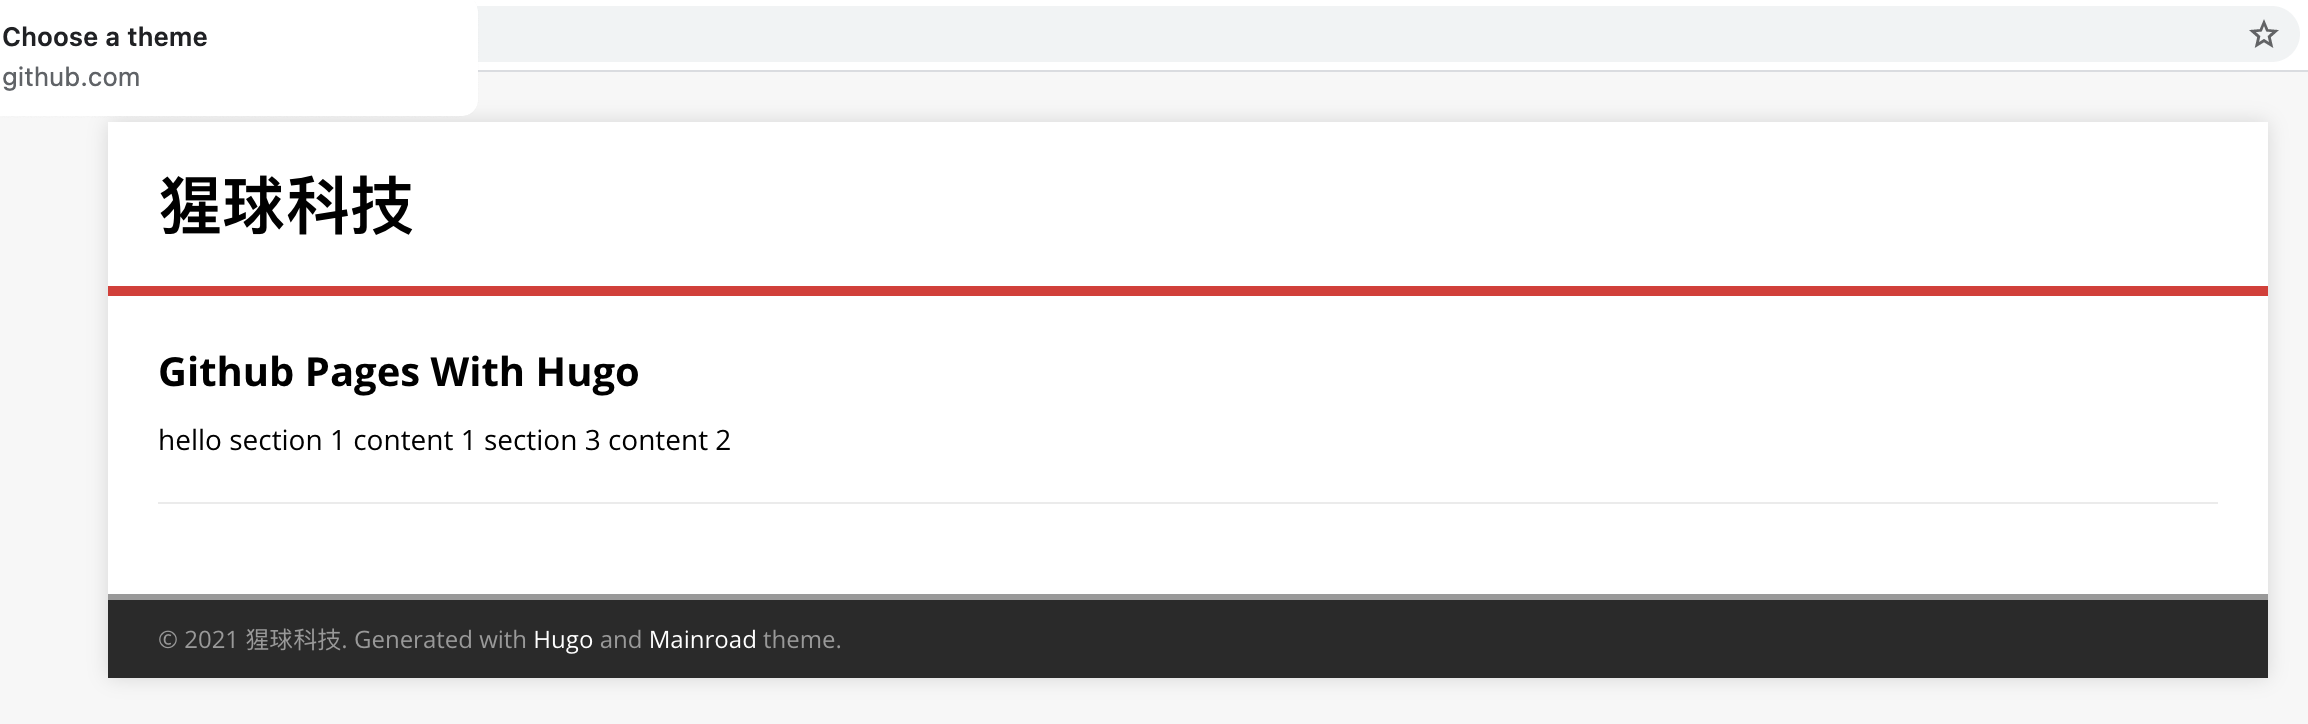 Choose a theme
github.com
猩球科技
Github Pages With Hugo
hello section 1 content 1 section 3 content 2
© 2021 猩球科技. Generated with Hugo and Mainroad theme.